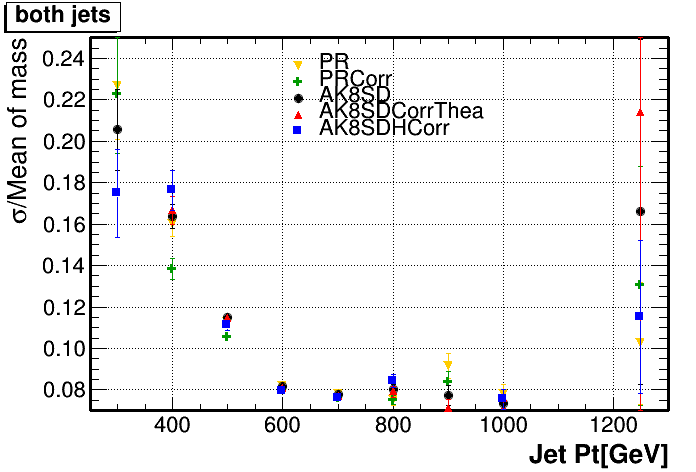 both jets
σ/Mean of mass
0.24
0.22
0.20
0.18
0.16
0.14
0.12
0.10
0.08
PR
PRCorr
AK8SD
AK8SDCorrThea
AK8SDHCorr
400 600 800 1000 1200
Jet Pt[GeV]